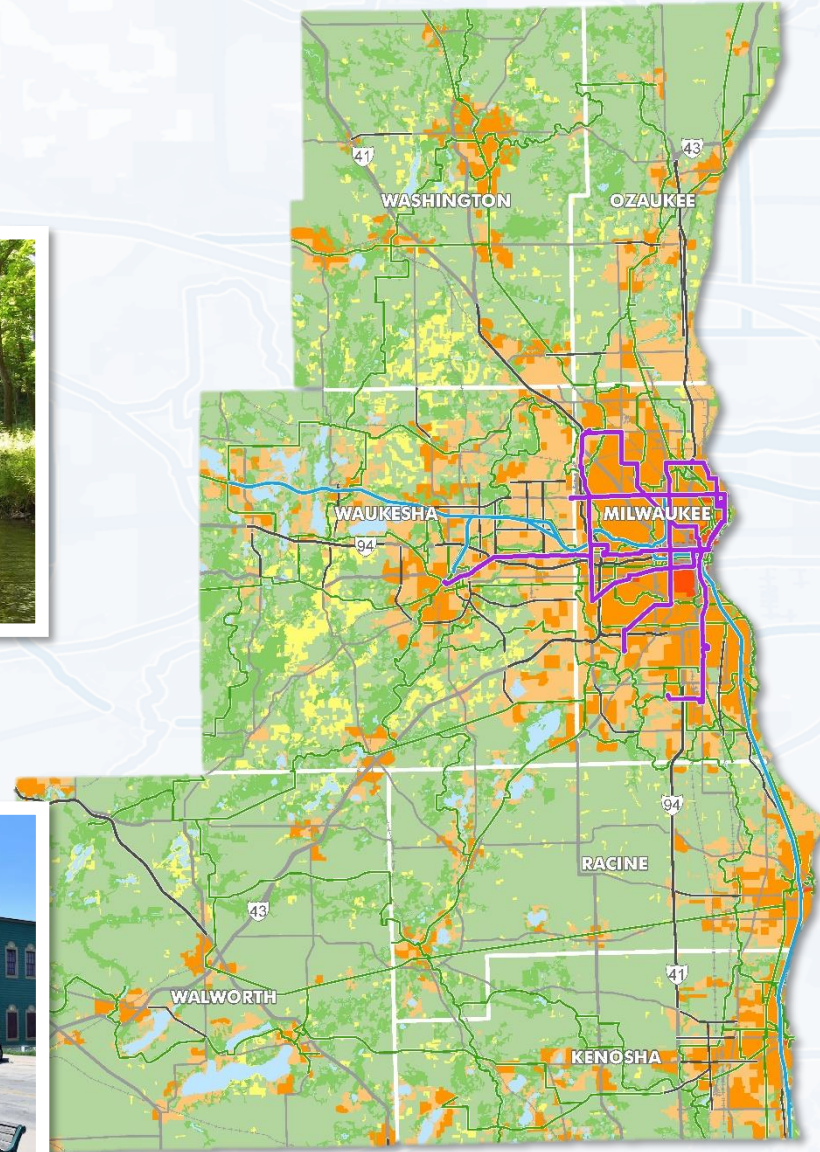 41
43
WASHINGTON
OZAUKEE
WAUKESHA
MILWAUKEE
94
94
RACINE
43
41
WALWORTH
KENOSHA